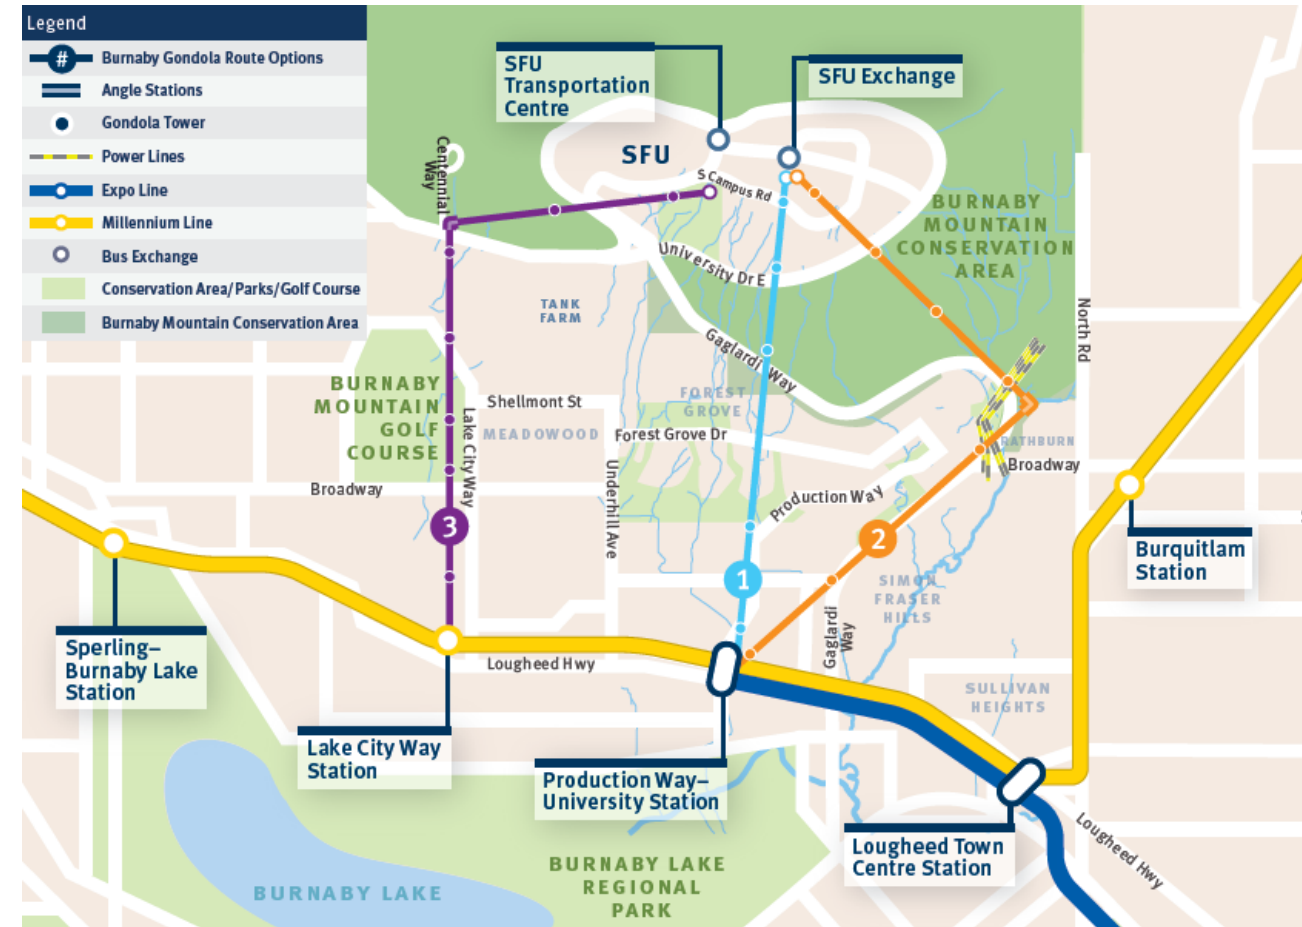 Legend
#
Burnaby Gondola Route Options
Angle Stations
Gondola Tower
Power Lines
Expo Line
Millennium Line
Bus Exchange
Conservation Area/Parks/Golf Course
Burnaby Mountain Conservation Area
SFU
Transportation
Centre
SFU Exchange
SFU
Centennial
Way
S Campus Rd
BURNABY
MOUNTAIN
CONSERVATION
AREA
University Dr E
TANK
FARM
North Rd
Gaglardi Way
BURNABY
MOUNTAIN
GOLF
COURSE
Shellmont St
FOREST
GROVE
Lake City Way
MEADOWOOD
Forest Grove Dr
RATHBURN
Broadway
Broadway
Underhill Ave
Production Way
3
2
1
Burquitlam
Station
SIMON
FRASER
HILLS
Gaglardi
Way
Sperling–
Burnaby Lake
Station
Lougheed Hwy
SULLIVAN
HEIGHTS
Lake City Way
Station
Production Way–
University Station
Lougheed Town
Centre Station
Lougheed Hwy
BURNABY LAKE
BURNABY LAKE
REGIONAL
PARK